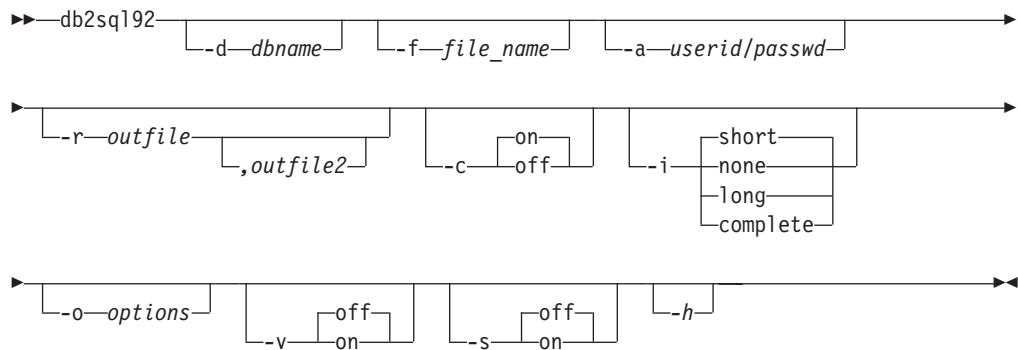 db2sql92 -d dbname -f file_name -a userid/passwd
-r outfile ,outfile2 -c on off -i short none long complete
-o options -v off on -s off on -h